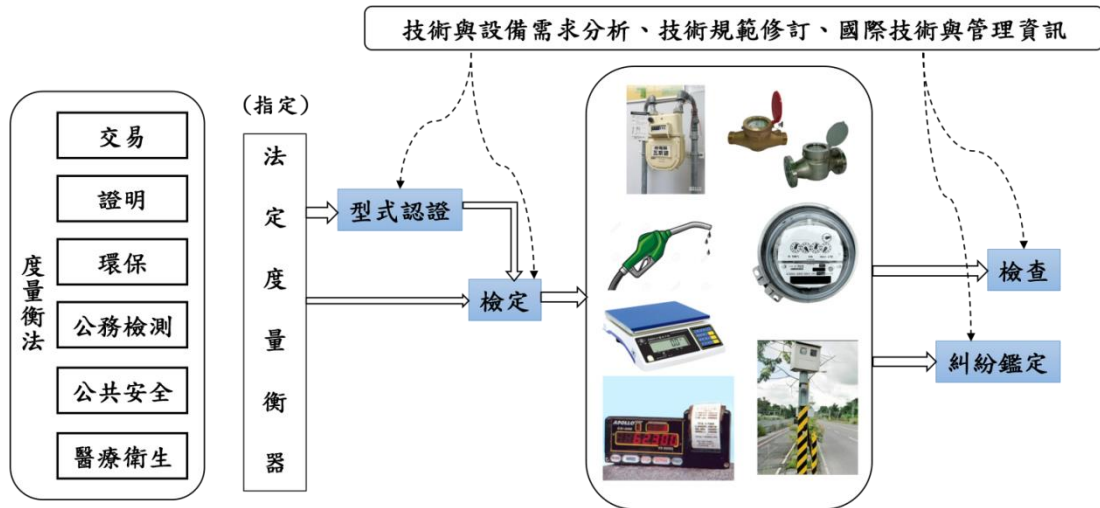 技術與設備需求分析、技術規範修訂、國際技術與管理資訊
度量衡法
交易
證明
環保
公務檢測
公共安全
醫療衛生
(指定)
法定度量衡器
型式認證
檢定
APOLLO
檢查
糾紛鑑定